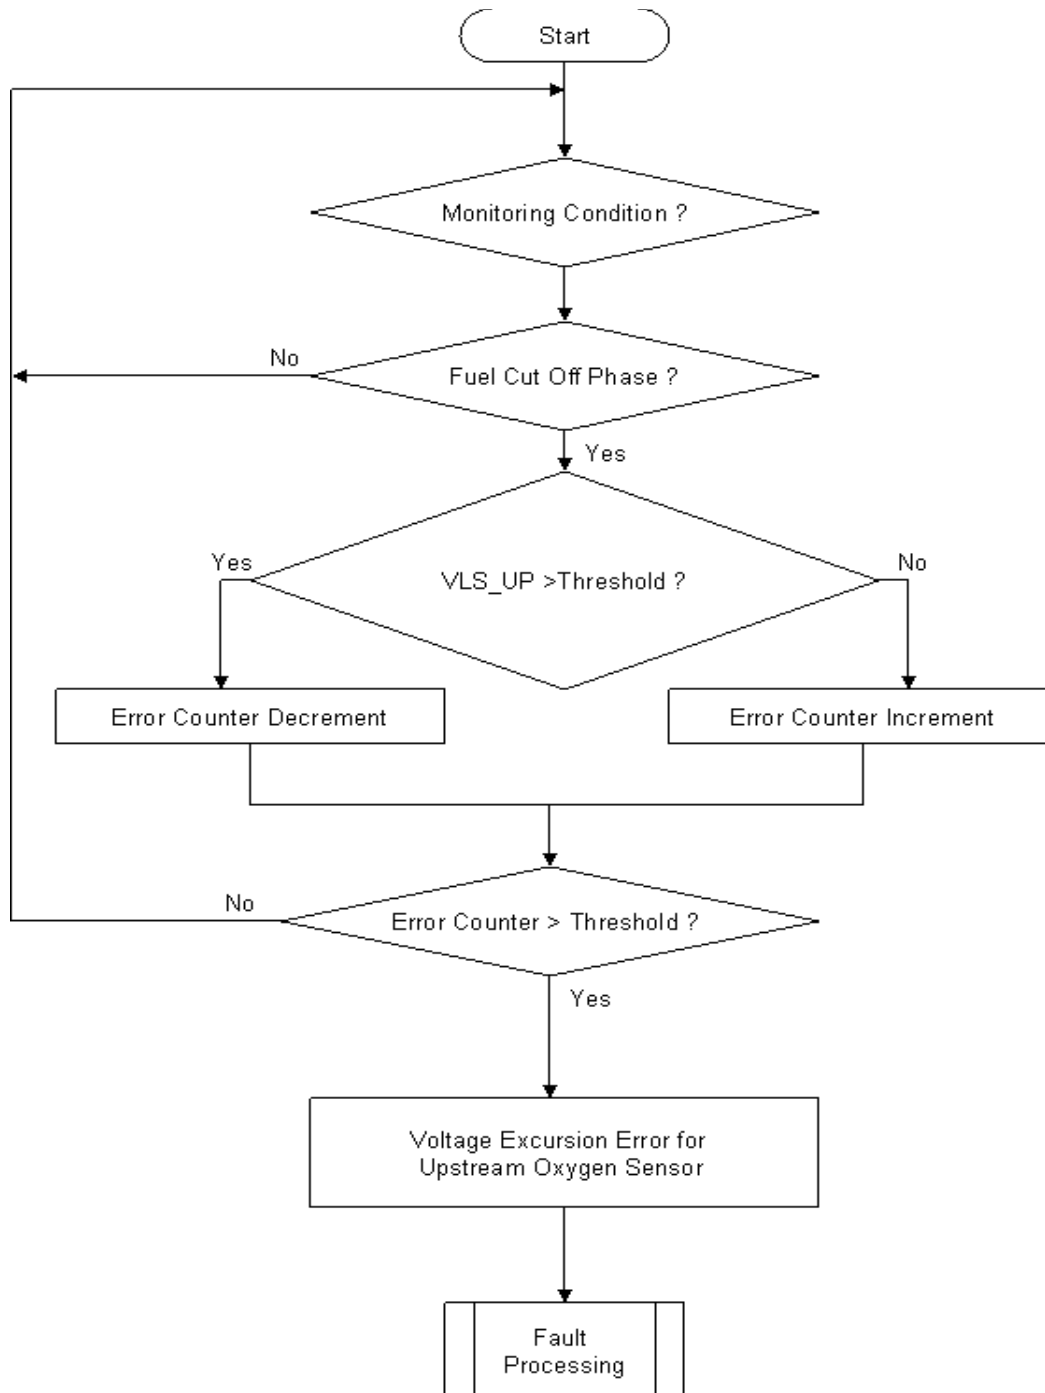 Start
Monitoring Condition ?
No
Fuel Cut Off Phase ?
Yes
Yes
No
VLS_UP >Threshold ?
Error Counter Decrement
Error Counter Increment
No
Error Counter > Threshold ?
Yes
Voltage Excursion Error for
Upstream Oxygen Sensor
Fault
Processing